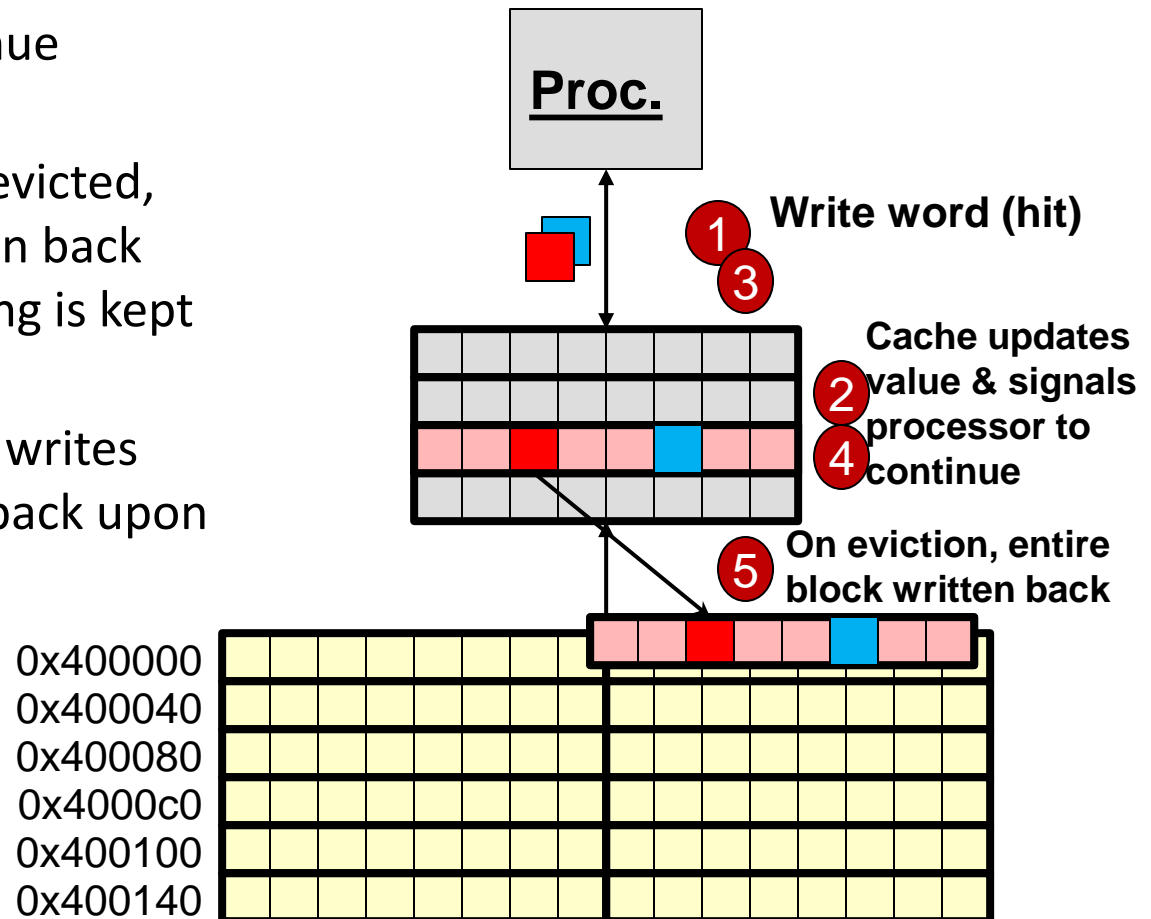 nue
evicted,
n back
ng is kept
writes
back upon
Proc.
Write word (hit)
1
3
Cache updates
value & signals
processor to
continue
2
4
5
On eviction, entire
block written back
0x400000
0x400040
0x400080
0x4000c0
0x400100
0x400140